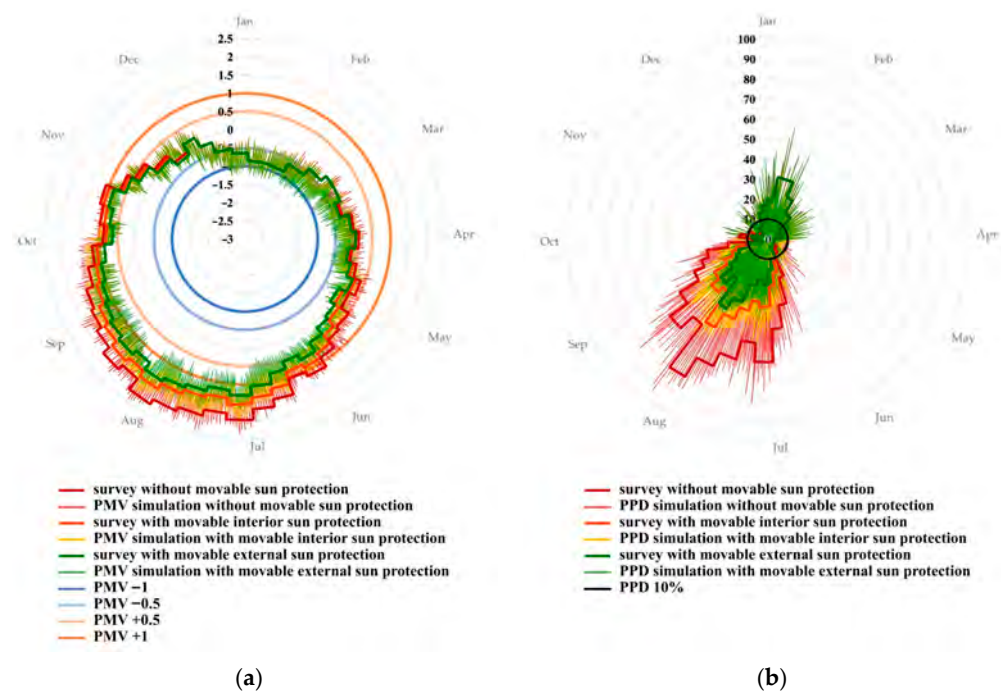 Jan
2.5
2
1.5
1
0.5
0
−1
−1.5
−2
−2.5
−3
Feb
Mar
Apr
May
Jun
Jul
Aug
Sep
Oct
Nov
Dec
survey without movable sun protection
PMV simulation without movable sun protection
survey with movable interior sun protection
PMV simulation with movable interior sun protection
survey with movable external sun protection
PMV simulation with movable external sun protection
PMV −1
PMV −0.5
PMV +0.5
PMV +1
(a)
Jan
100
90
80
70
60
50
40
30
20
Feb
Mar
Apr
May
Jun
Jul
Aug
Sep
Oct
Nov
Dec
survey without movable sun protection
PPD simulation without movable sun protection
survey with movable interior sun protection
PPD simulation with movable interior sun protection
survey with movable external sun protection
PPD simulation with movable external sun protection
PPD 10%
(b)